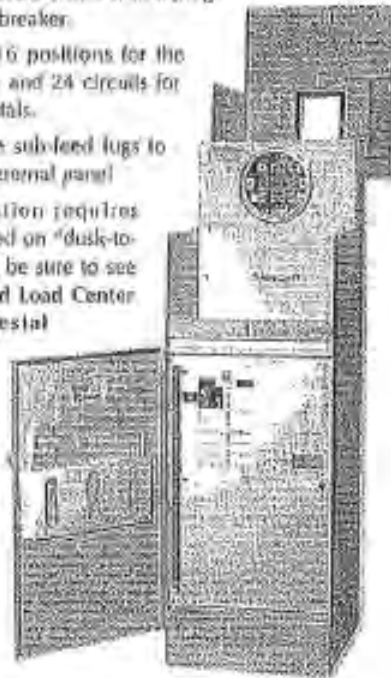 breaker.
16 positions for the
and 24 circuits for
tals.
sub-feed lugs to
ernal panel
tion requires
ed on "dusk-to-
be sure to see
d Load Center
estal